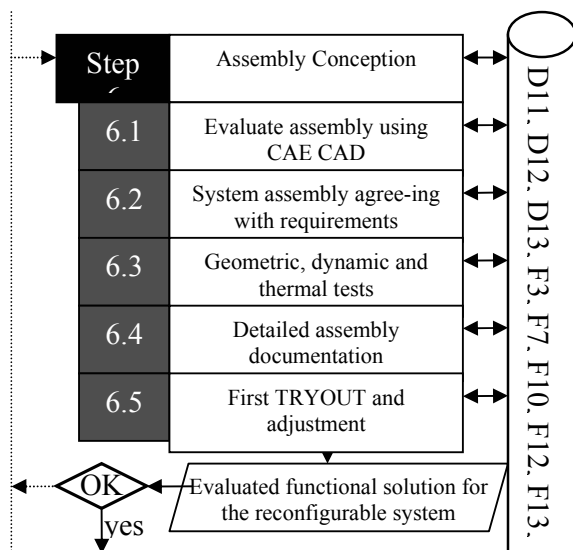 Step
Assembly Conception
6.1
Evaluate assembly using
CAE CAD
6.2
System assembly agree-ing
with requirements
6.3
Geometric, dynamic and
thermal tests
6.4
Detailed assembly
documentation
6.5
First TRYOUT and
adjustment
OK
Evaluated functional solution for
the reconfigurable system
yes
D11, D12, D13, F3, F7, F10, F12, F13,